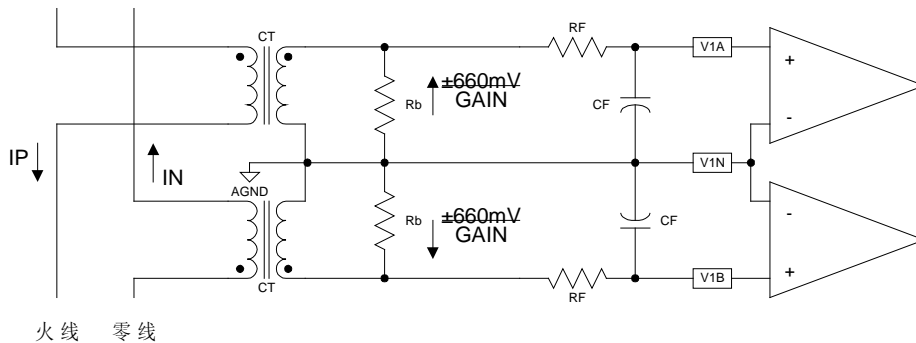 CT
RF
V1A
+
±660mV
GAIN
Rb
CF
-
IP
IN
V1N
AGND
±660mV
GAIN
Rb
CF
-
CT
RF
V1B
+
火线 零线